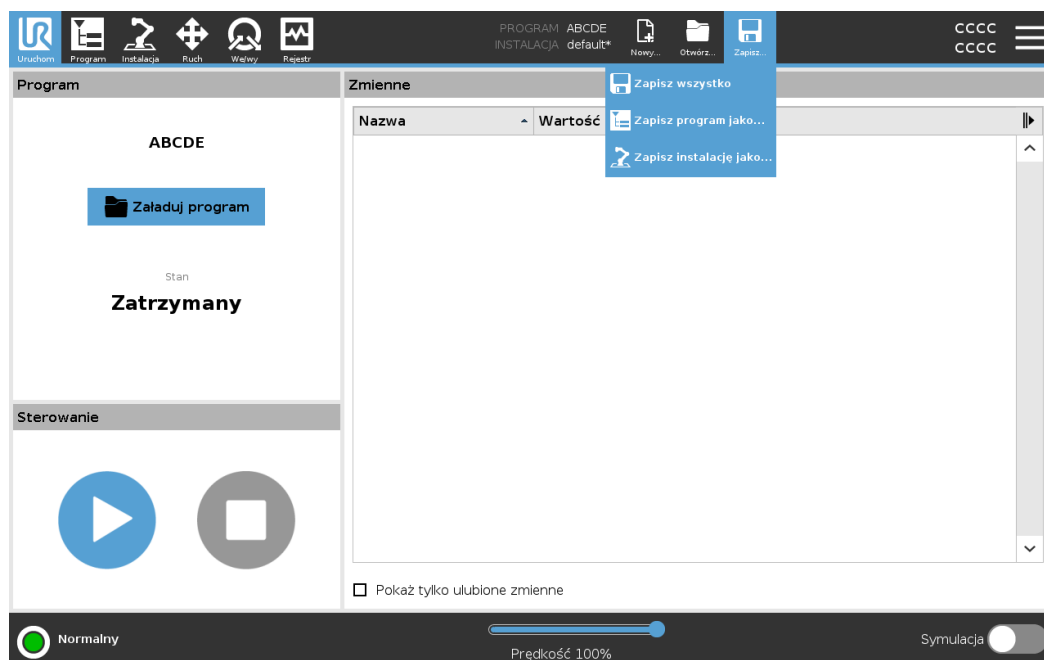 PROGRAM ABCDE
INSTALACJA default*
CCCC
CCCC
Uruchom Program Instalacja Ruch We/wy Rejestr Nowy... Otwórz... Zapisz...
Program
Zmienne
Zapisz wszystko
Zapisz program jako...
Zapisz instalację jako...
Nazwa Wartość
ABCDE
Załaduj program
Stan
Zatrzymany
Sterowanie
Pokaż tylko ulubione zmienne
Normalny
Prędkość 100%
Symulacja